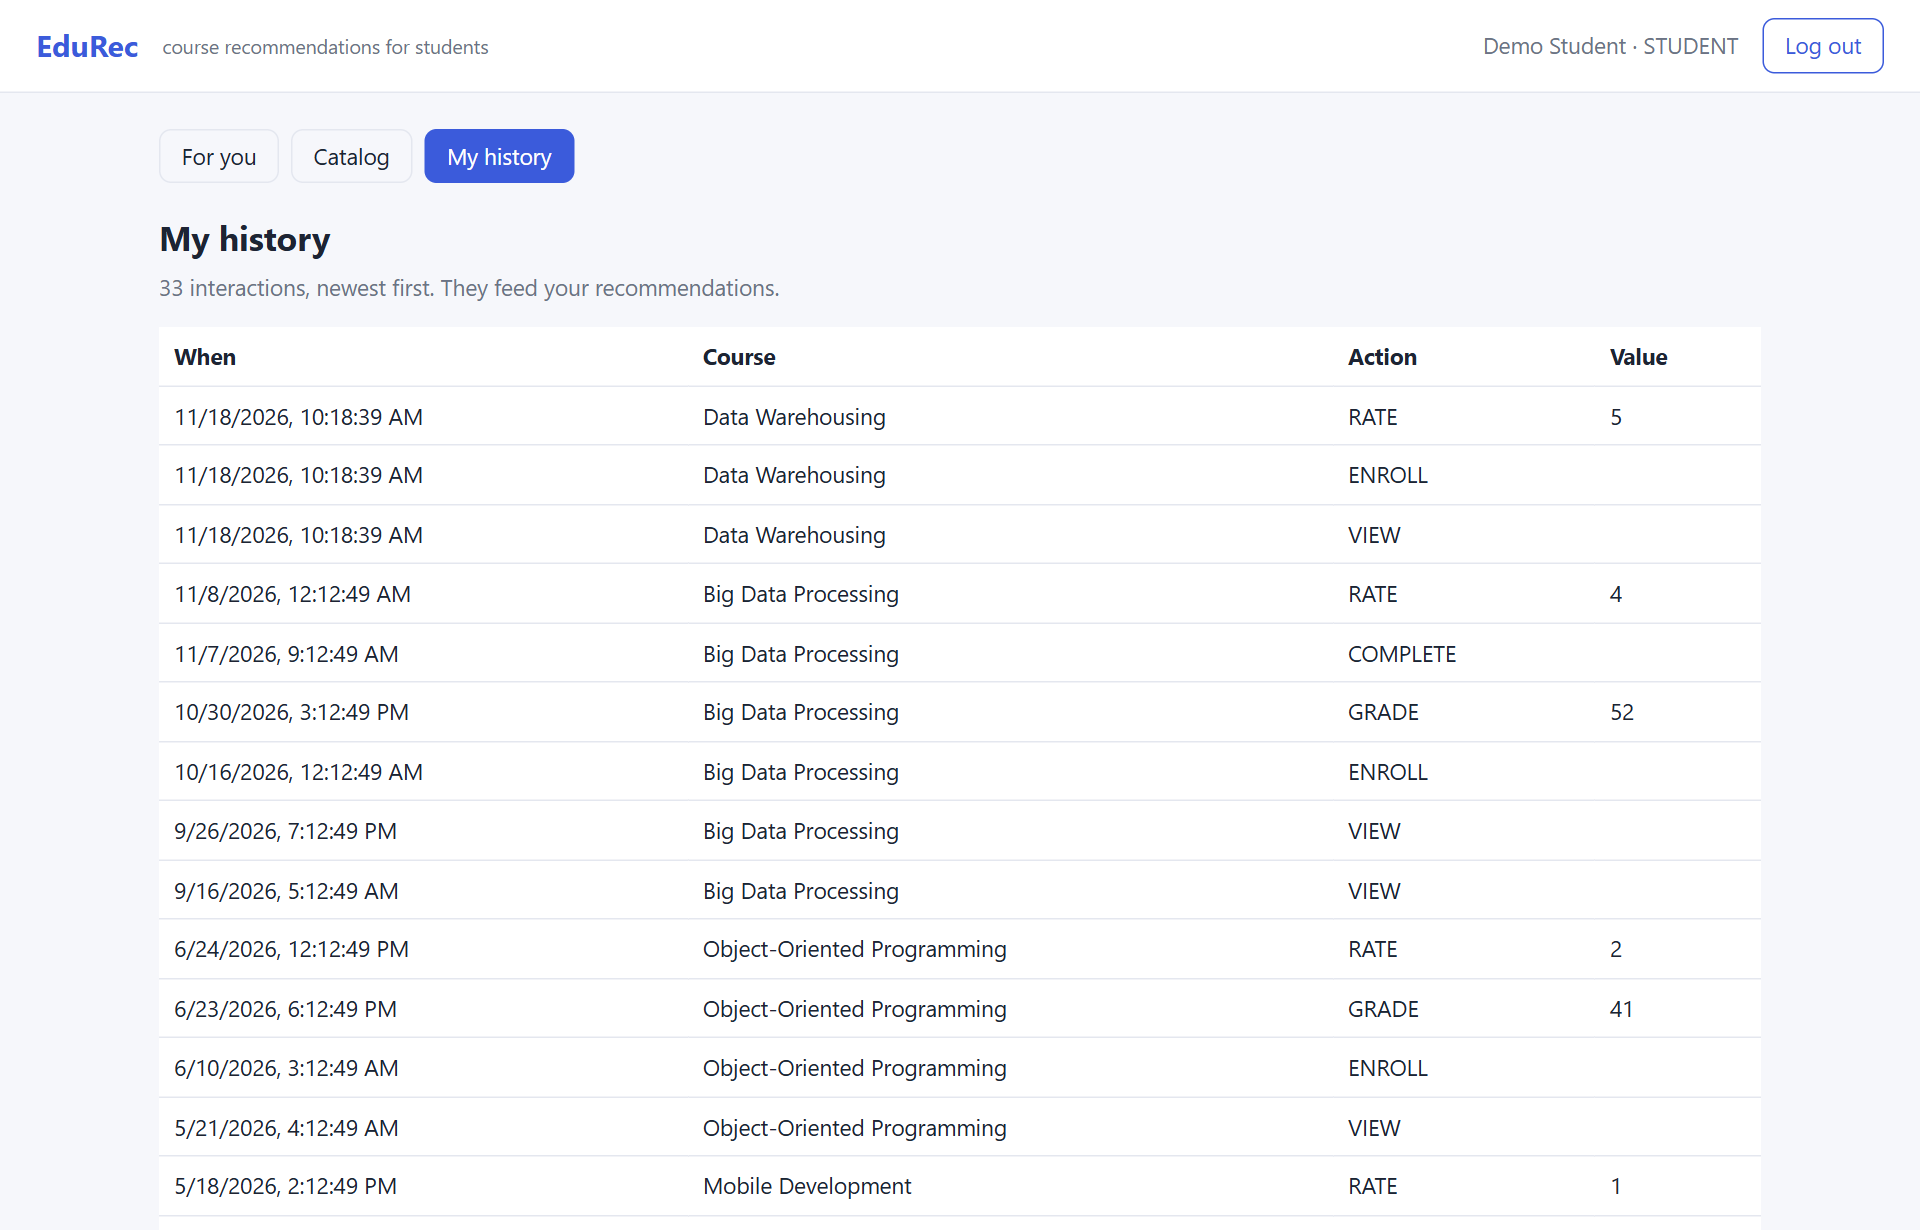 EduRec course recommendations for students Demo Student · STUDENT Log out
For you Catalog My history
My history
33 interactions, newest first. They feed your recommendations.
When Course Action Value
11/18/2026, 10:18:39 AM Data Warehousing RATE 5
11/18/2026, 10:18:39 AM Data Warehousing ENROLL
11/18/2026, 10:18:39 AM Data Warehousing VIEW
11/8/2026, 12:12:49 AM Big Data Processing RATE 4
11/7/2026, 9:12:49 AM Big Data Processing COMPLETE
10/30/2026, 3:12:49 PM Big Data Processing GRADE 52
10/16/2026, 12:12:49 AM Big Data Processing ENROLL
9/26/2026, 7:12:49 PM Big Data Processing VIEW
9/16/2026, 5:12:49 AM Big Data Processing VIEW
6/24/2026, 12:12:49 PM Object-Oriented Programming RATE 2
6/23/2026, 6:12:49 PM Object-Oriented Programming GRADE 41
6/10/2026, 3:12:49 AM Object-Oriented Programming ENROLL
5/21/2026, 4:12:49 AM Object-Oriented Programming VIEW
5/18/2026, 2:12:49 PM Mobile Development RATE 1